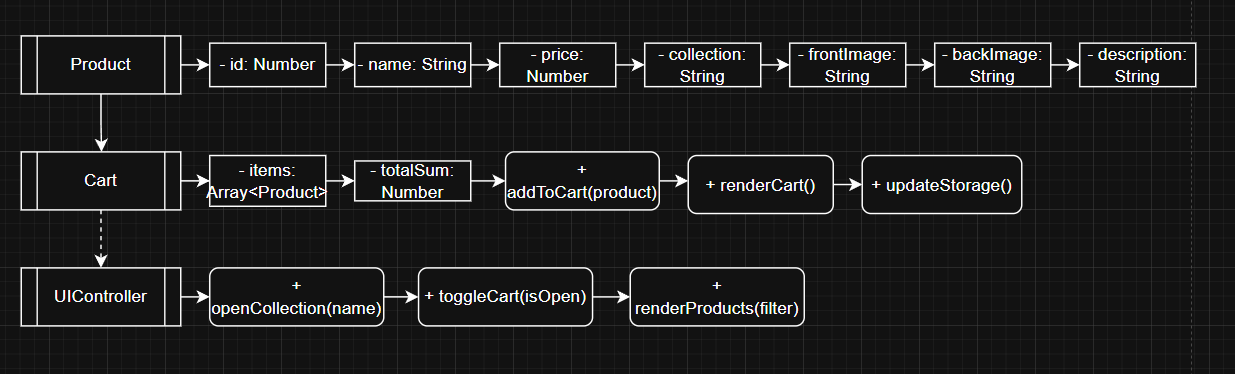 Product
- id: Number
- name: String
- price:
Number
- collection:
String
- frontImage:
String
- backImage:
String
- description:
String
Cart
- items:
Array<Product>
- totalSum:
Number
+
addToCart(product)
+ renderCart()
+ updateStorage()
UIController
+
openCollection(name)
+ toggleCart(isOpen)
+
renderProducts(filter)